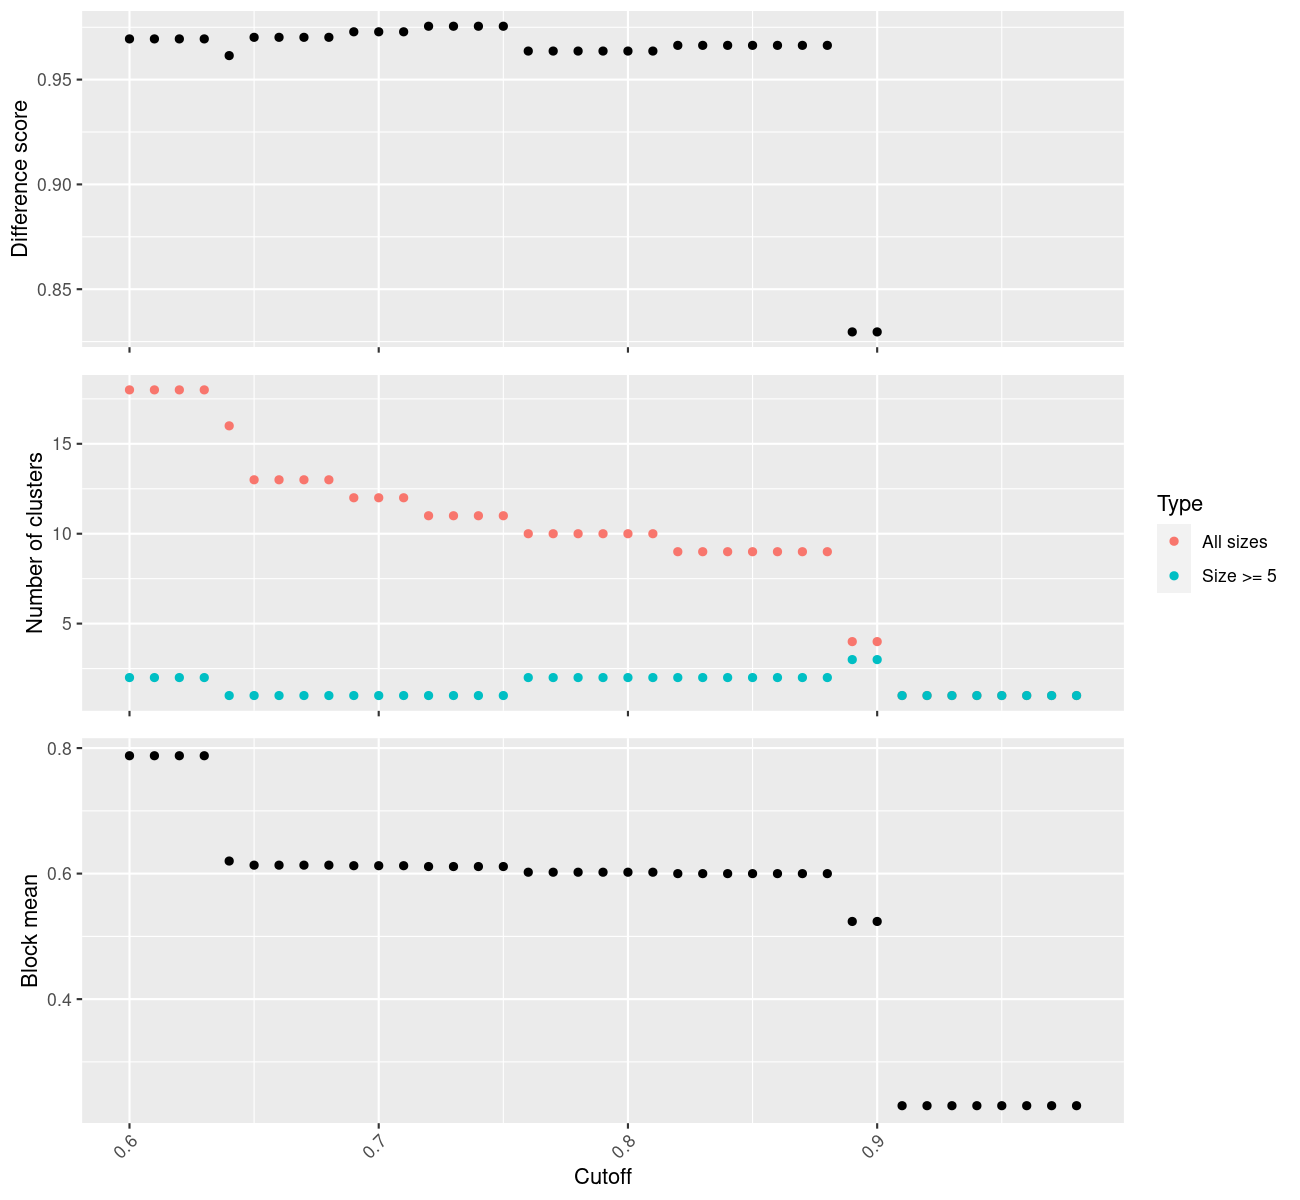 Difference score
0.95
0.90
0.85
Number of clusters
15
10
5
Type
All sizes
Size >= 5
Block mean
0.8
0.6
0.4
0.6
0.7
0.8
0.9
Cutoff